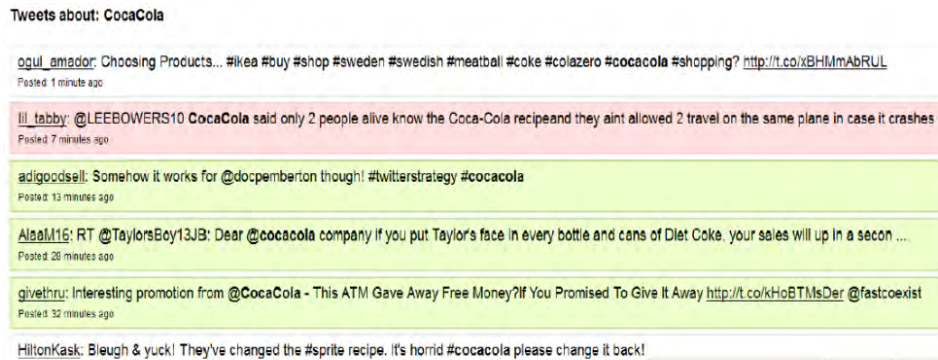 Tweets about: CocaCola
ogul_amador: Choosing Products... #ikea #buy #shop #sweden #swedish #meatball #coke #colazero #cocacola #shopping? http://t.co/xBHMmAbRUL
Posted: 1 minute ago
lil_tabby: @LEEBOWERS10 CocaCola said only 2 people alive know the Coca-Cola recipeand they aint allowed 2 travel on the same plane in case it crashes
Posted: 7 minutes ago
adigoodsell: Somehow it works for @docpemberton though! #twitterstrategy #cocacola
Posted: 13 minutes ago
AlaaM16: RT @TaylorsBoy13JB: Dear @cocacola company if you put Taylor's face in every bottle and cans of Diet Coke, your sales will up in a secon ...
Posted: 28 minutes ago
givethru: Interesting promotion from @CocaCola - This ATM Gave Away Free Money?If You Promised To Give It Away http://t.co/kHoBTMsDer @fastcoexist
Posted: 32 minutes ago
HiltonKask: Bleugh & yuck! They've changed the #sprite recipe. It's horrid #cocacola please change it back!